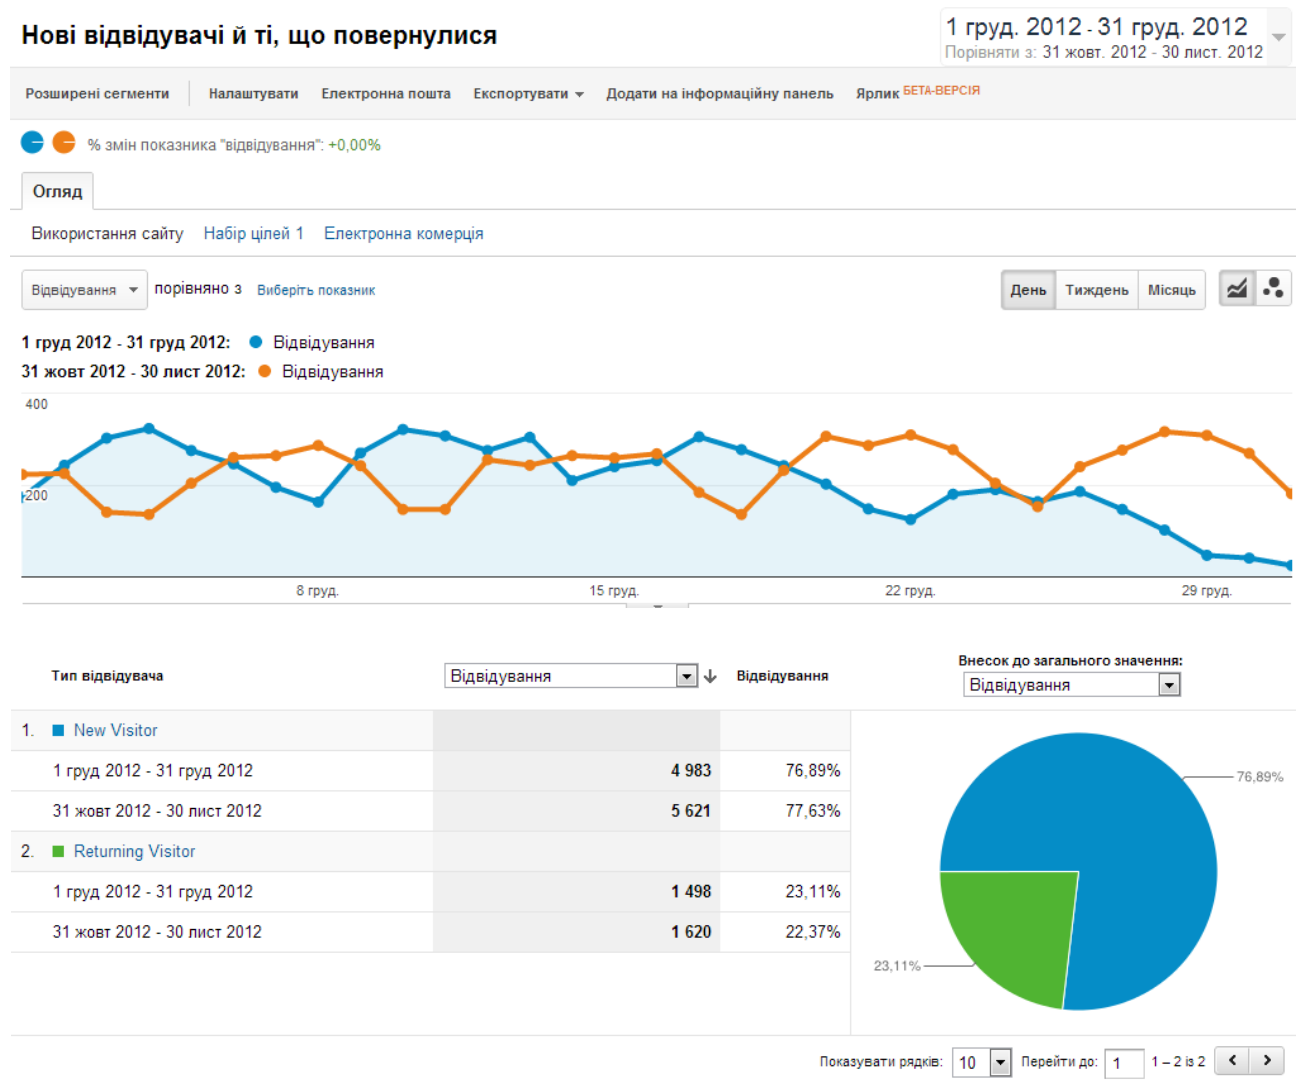 Нові відвідувачі й ті, що повернулися
1 груд. 2012 - 31 груд. 2012
Порівняти з: 31 жовт. 2012 - 30 лист. 2012
Розширені сегменти Налаштувати Електронна пошта Експортувати Додати на інформаційну панель Ярлик БЕТА-ВЕРСІЯ
% змін показника "відвідування": +0,00%
Огляд
Використання сайту Набір цілей 1 Електронна комерція
Відвідування порівняно з Виберіть показник День Тиждень Місяць
1 груд 2012 - 31 груд 2012: Відвідування
31 жовт 2012 - 30 лист 2012: Відвідування
400
200
8 груд. 15 груд. 22 груд. 29 груд.
Тип відвідувача Відвідування Відвідування
Внесок до загального значення:
Відвідування
1. New Visitor
1 груд 2012 - 31 груд 2012 4 983 76,89%
31 жовт 2012 - 30 лист 2012 5 621 77,63%
2. Returning Visitor
1 груд 2012 - 31 груд 2012 1 498 23,11%
31 жовт 2012 - 30 лист 2012 1 620 22,37%
76,89%
23,11%
Показувати рядків: 10 Перейти до: 1 1 – 2 із 2